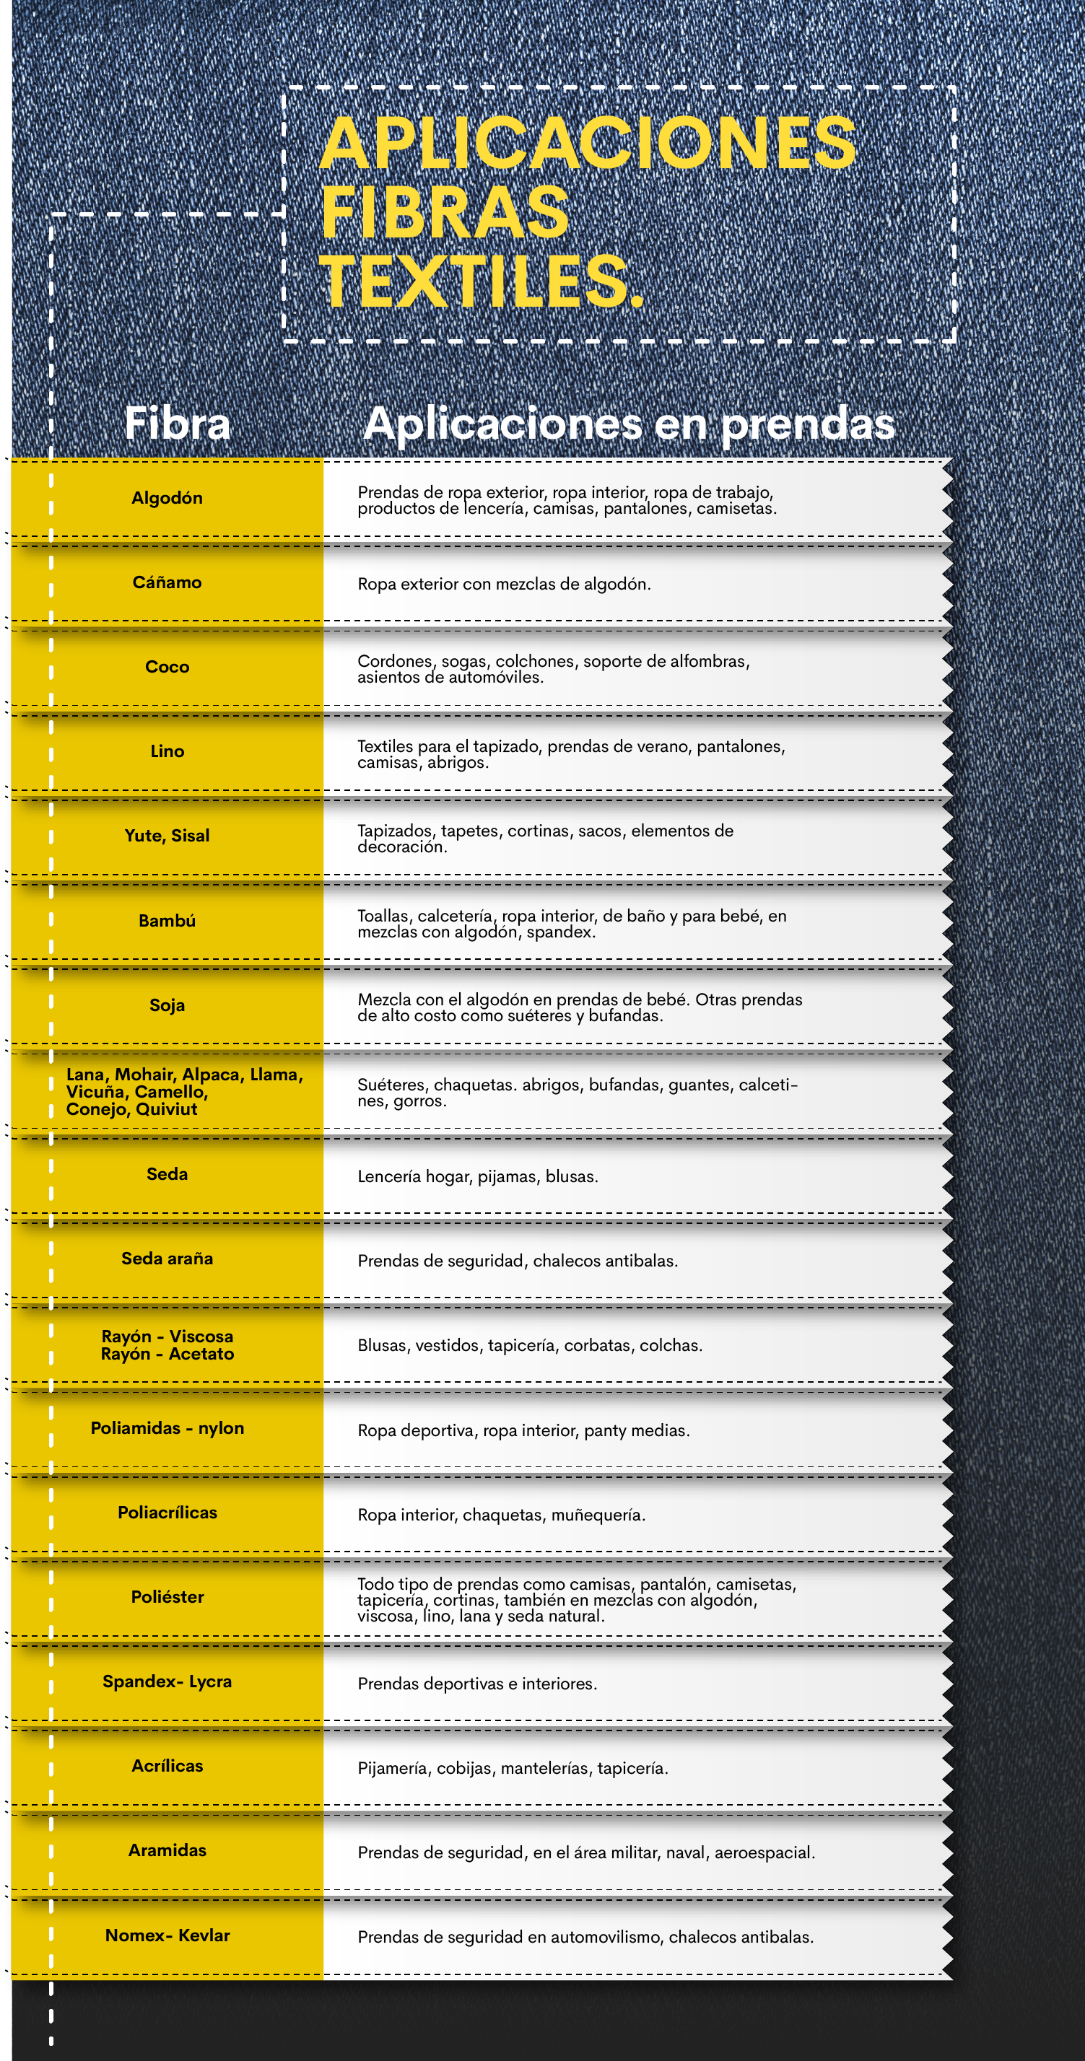 APLICACIONES
FIBRAS
TEXTILES.
Fibra
Aplicaciones en prendas
Algodón
Prendas de ropa exterior, ropa interior, ropa de trabajo,
productos de lencería, camisas, pantalones, camisetas.
Cáñamo
Ropa exterior con mezclas de algodón.
Coco
Cordones, sogas, colchones, soporte de alfombras,
asientos de automóviles.
Lino
Textiles para el tapizado, prendas de verano, pantalones,
camisas, abrigos.
Yute, Sisal
Tapizados, tapetes, cortinas, sacos, elementos de
decoración.
Bambú
Toallas, calcetería, ropa interior, de baño y para bebé, en
mezclas con algodón, spandex.
Soja
Mezcla con el algodón en prendas de bebé. Otras prendas
de alto costo como suéteres y bufandas.
Lana, Mohair, Alpaca, Llama,
Vicuña, Camello,
Conejo, Quiviut
Suéteres, chaquetas. abrigos, bufandas, guantes, calceti-
nes, gorros.
Seda
Lencería hogar, pijamas, blusas.
Seda araña
Prendas de seguridad, chalecos antibalas.
Rayón - Viscosa
Rayón - Acetato
Blusas, vestidos, tapicería, corbatas, colchas.
Poliamidas - nylon
Ropa deportiva, ropa interior, panty medias.
Poliacrílicas
Ropa interior, chaquetas, muñequería.
Poliéster
Todo tipo de prendas como camisas, pantalón, camisetas,
tapicería, cortinas, también en mezclas con algodón,
viscosa, lino, lana y seda natural.
Spandex- Lycra
Prendas deportivas e interiores.
Acrílicas
Pijamería, cobijas, mantelerías, tapicería.
Aramidas
Prendas de seguridad, en el área militar, naval, aeroespacial.
Nomex- Kevlar
Prendas de seguridad en automovilismo, chalecos antibalas.